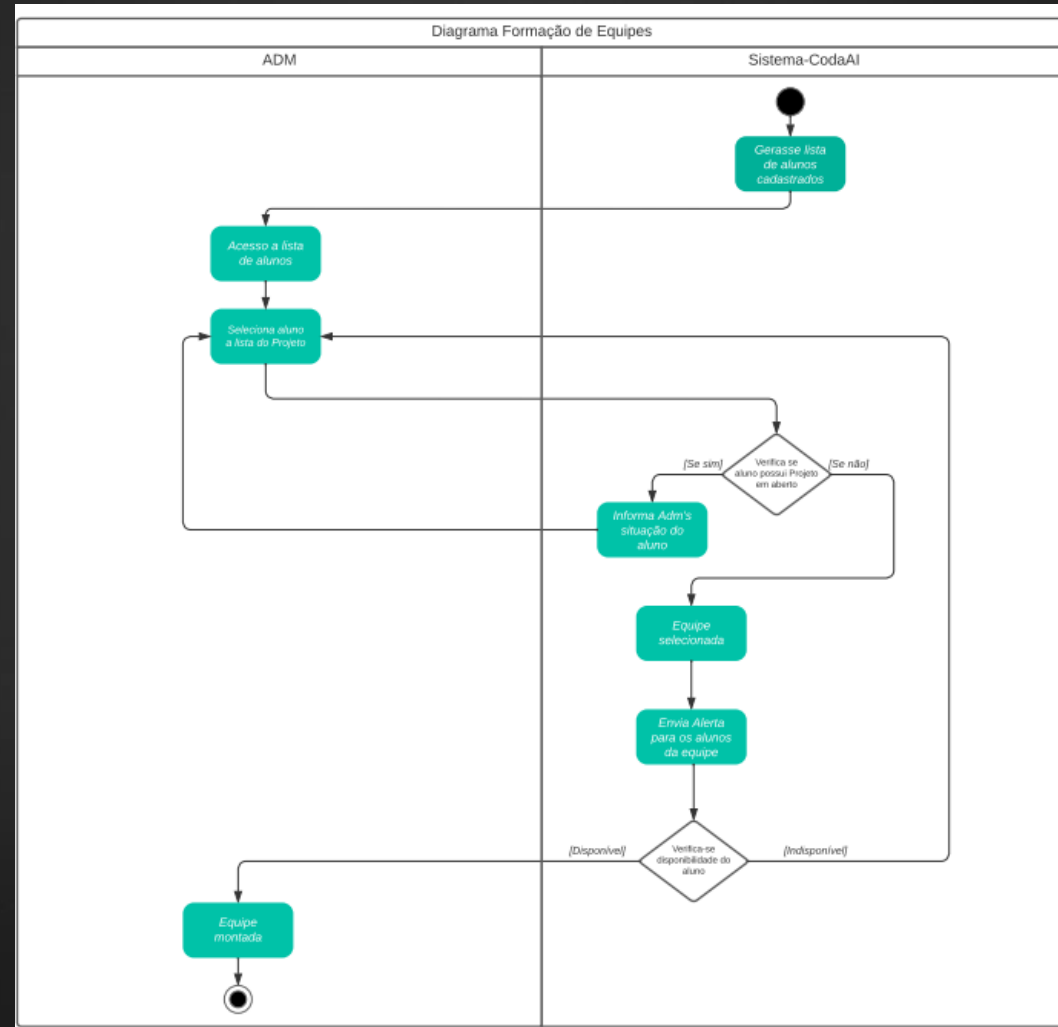 Diagrama Formação de Equipes
ADM
Sistema-CodaAI
Gerasse lista
de alunos
cadastrados
Acesso a lista
de alunos
Seleciona aluno
a lista do Projeto
[Se sim]
Verifica se
aluno possui Projeto
em aberto
[Se não]
Informa Adm's
situação do
aluno
Equipe
selecionada
Envia Alerta
para os alunos
da equipe
[Disponível]
Verifica-se
disponibilidade do
aluno
[Indisponível]
Equipe
montada